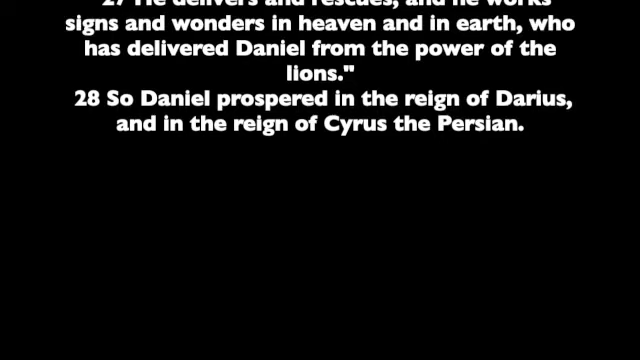 27 He delivers and rescues, and he works
signs and wonders in heaven and in earth, who
has delivered Daniel from the power of the
lions."
28 So Daniel prospered in the reign of Darius,
and in the reign of Cyrus the Persian.